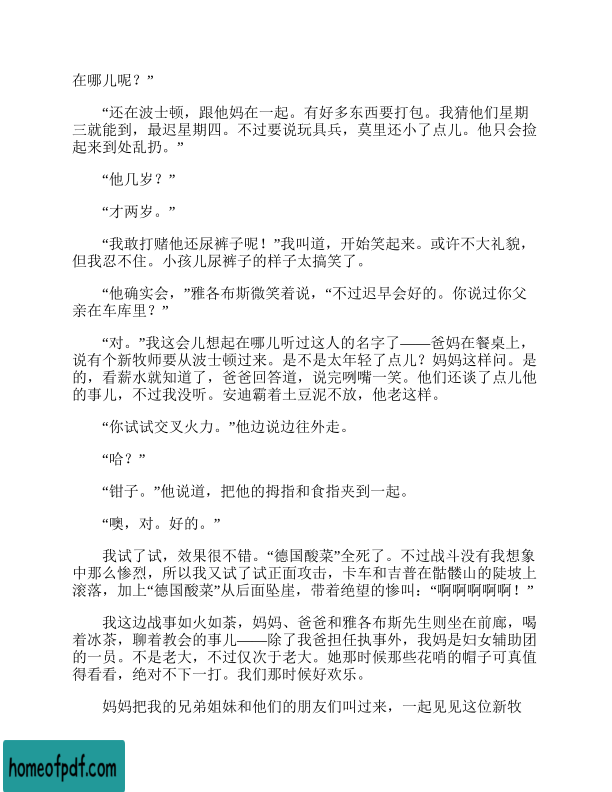 在哪儿呢？”
“还在波士顿，跟他妈在一起。有好多东西要打包。我猜他们星期
三就能到，最迟星期四。不过要说玩具兵，莫里还小了点儿。他只会捡
起来到处乱扔。”
“他几岁？”
“才两岁。”
“我敢打赌他还尿裤子呢！”我叫道，开始笑起来。或许不大礼貌，
但我忍不住。小孩儿尿裤子的样子太搞笑了。
“他确实会，”雅各布斯微笑着说，“不过迟早会好的。你说过你父
亲在车库里？”
“对。”我这会儿想起在哪儿听过这人的名字了——爸妈在餐桌上，
说有个新牧师要从波士顿过来。是不是太年轻了点儿？妈妈这样问。是
的，看薪水就知道了，爸爸回答道，说完咧嘴一笑。他们还谈了点儿他
的事儿，不过我没听。安迪霸着土豆泥不放，他老这样。
“你试试交叉火力。”他边说边往外走。
“哈？”
“钳子。”他说道，把他的拇指和食指夹到一起。
“噢，对。好的。”
我试了试，效果很不错。“德国酸菜”全死了。不过战斗没有我想象
中那么惨烈，所以我又试了试正面攻击，卡车和吉普在骷髅山的陡坡上
滚落，加上“德国酸菜”从后面坠崖，带着绝望的惨叫：“啊啊啊啊啊！”
我这边战事如火如荼，妈妈、爸爸和雅各布斯先生则坐在前廊，喝
着冰茶，聊着教会的事儿——除了我爸担任执事外，我妈是妇女辅助团
的一员。不是老大，不过仅次于老大。她那时候那些花哨的帽子可真值
得看看，绝对不下一打。我们那时候好欢乐。
妈妈把我的兄弟姐妹和他们的朋友们叫过来，一起见见这位新牧
homeofpdf.com